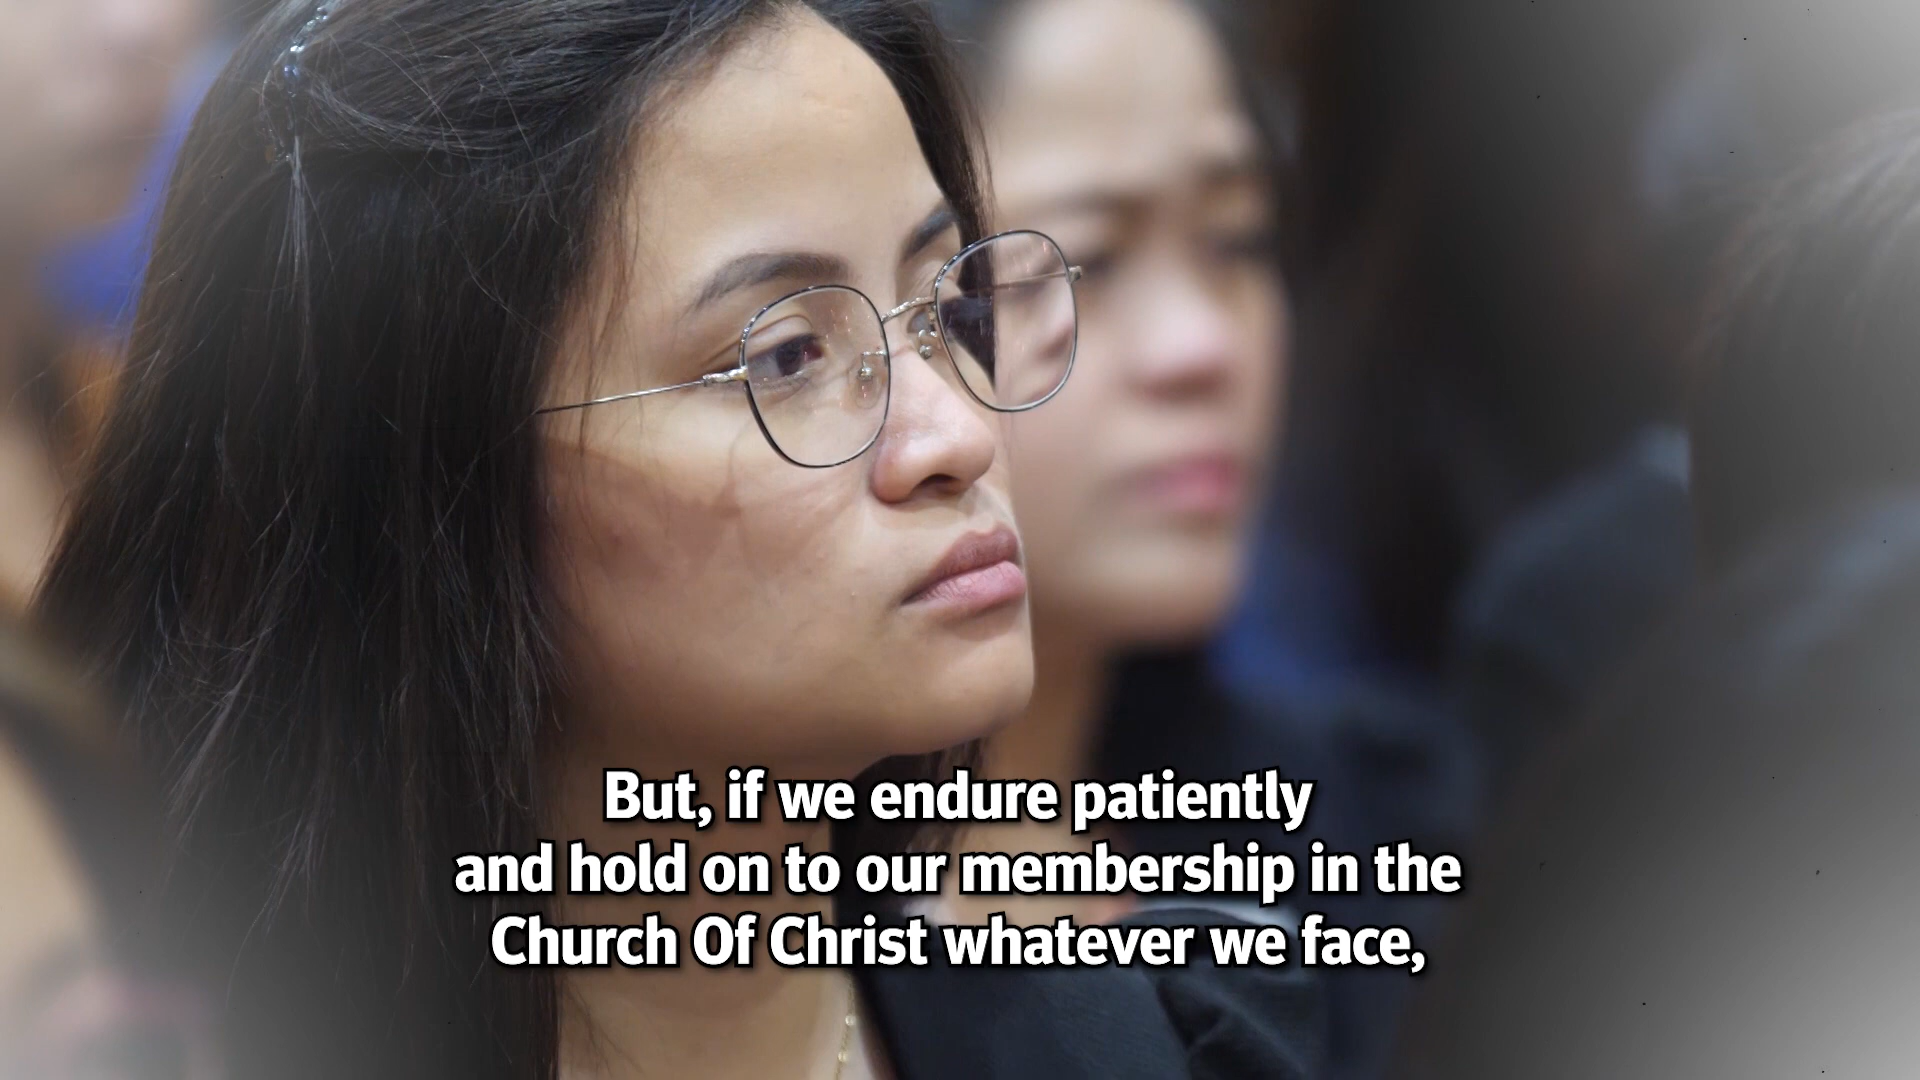 But, if we endure patiently
and hold on to our membership in the
Church Of Christ whatever we face,